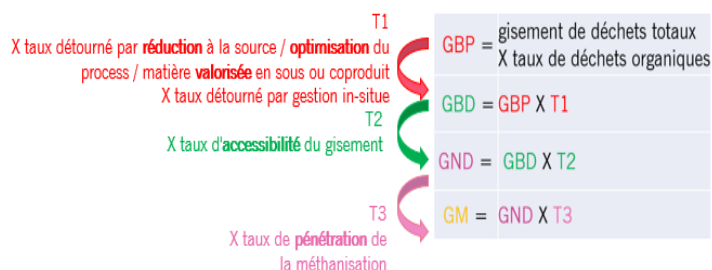 T1
X taux détourné par réduction à la source / optimisation du
process / matière valorisée en sous ou coproduit
X taux détourné par gestion in-situe
T2
X taux d'accessibilité du gisement
T3
X taux de pénétration de
la méthanisation
GBP = gisement de déchets totaux
X taux de déchets organiques
GBD = GBP X T1
GND = GBD X T2
GM = GND X T3